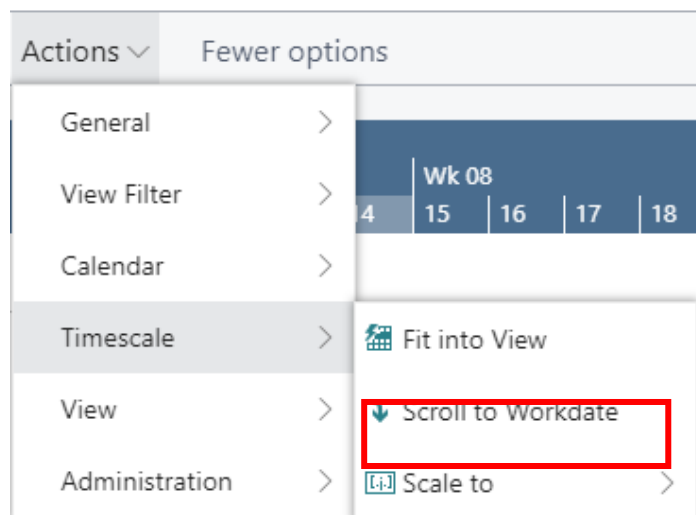 Actions Fewer options
General
View Filter
Calendar
Timescale
View
Administration
Wk 08
14 15 16 17 18
Fit into View
Scroll to Workdate
Scale to